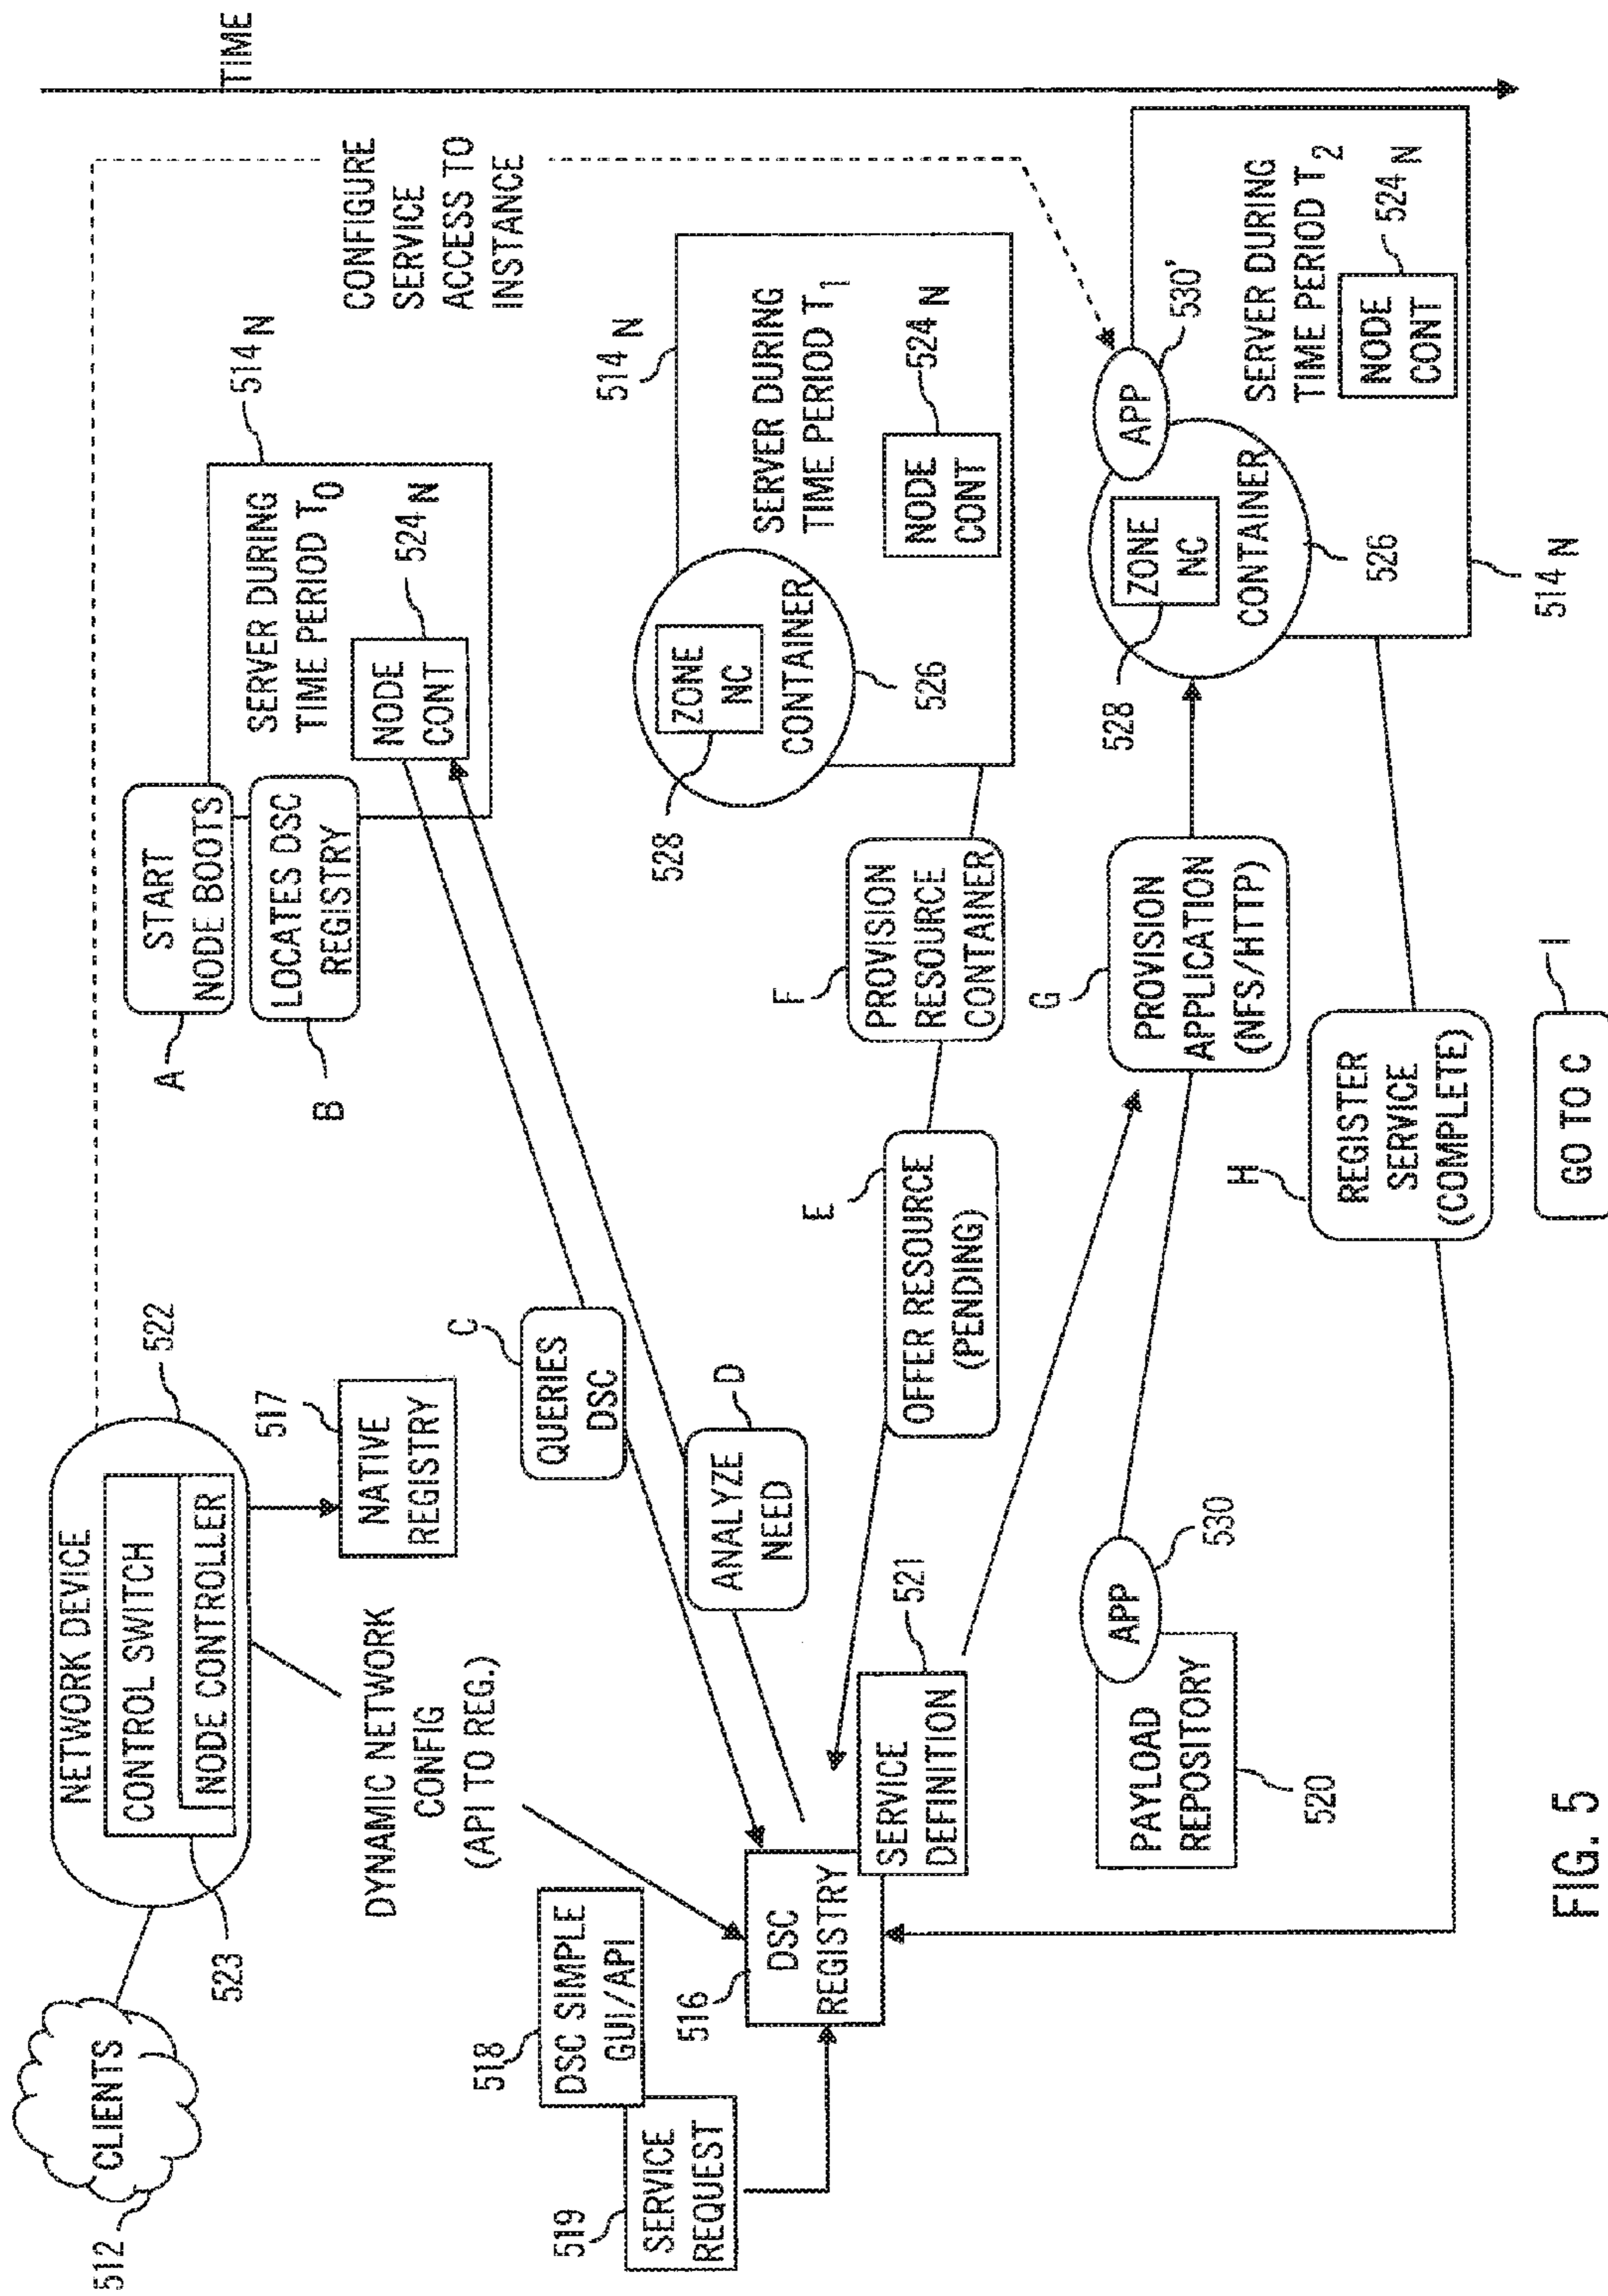 TIME
CLIENTS
512
NETWORK DEVICE
CONTROL SWITCH
NODE CONTROLLER
522
523
NATIVE
REGISTRY
517
DYNAMIC NETWORK
CONFIG
(API TO REG.)
CONFIGURE
SERVICE
ACCESS TO
INSTANCE
A
START
NODE BOOTS
B
LOCATES DSC
REGISTRY
SERVER DURING
TIME PERIOD T0
NODE
CONT
524 N
514 N
C
QUERIES
DSC
D
ANALYZE
NEED
518
DSC SIMPLE
GUI/API
519
SERVICE
REQUEST
516
DSC
REGISTRY
SERVICE
DEFINITION
521
E
OFFER RESOURCE
(PENDING)
F
PROVISION
RESOURCE
CONTAINER
528
ZONE
NC
CONTAINER
526
SERVER DURING
TIME PERIOD T1
NODE
CONT
524 N
514 N
PAYLOAD
REPOSITORY
520
APP
530
G
PROVISION
APPLICATION
(NFS/HTTP)
528
ZONE
NC
CONTAINER
526
APP
530'
SERVER DURING
TIME PERIOD T2
NODE
CONT
524 N
514 N
H
REGISTER
SERVICE
(COMPLETE)
GO TO C
I
FIG. 5